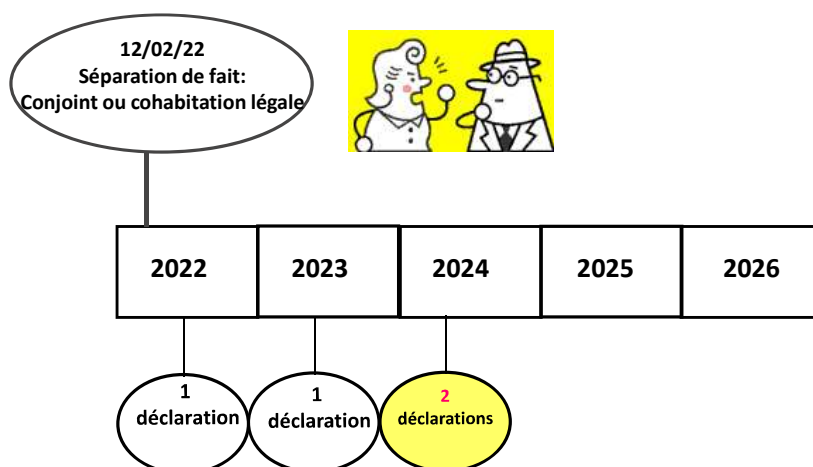 12/02/22
Séparation de fait:
Conjoint ou cohabitation légale
2022 2023 2024 2025 2026
1
déclaration
1
déclaration
2
déclarations